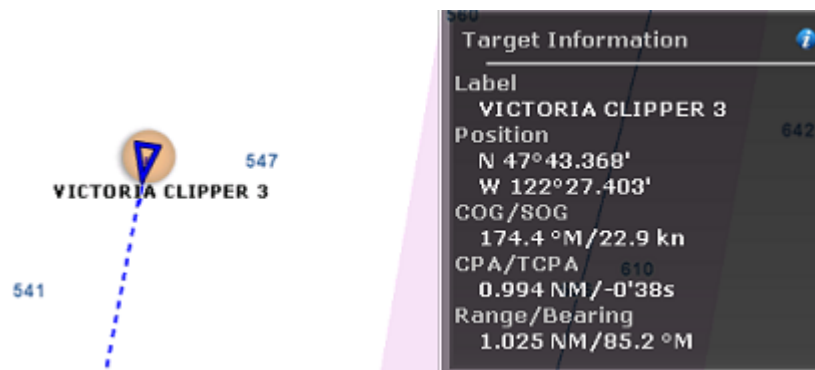 547
VICTORIA CLIPPER 3
541
560
Target Information
Label
VICTORIA CLIPPER 3
Position
642
N 47°43.368'
W 122°27.403'
COG/SOG
174.4 °M/22.9 kn
CPA/TCPA
610
0.994 NM/-0'38s
Range/Bearing
1.025 NM/85.2 °M